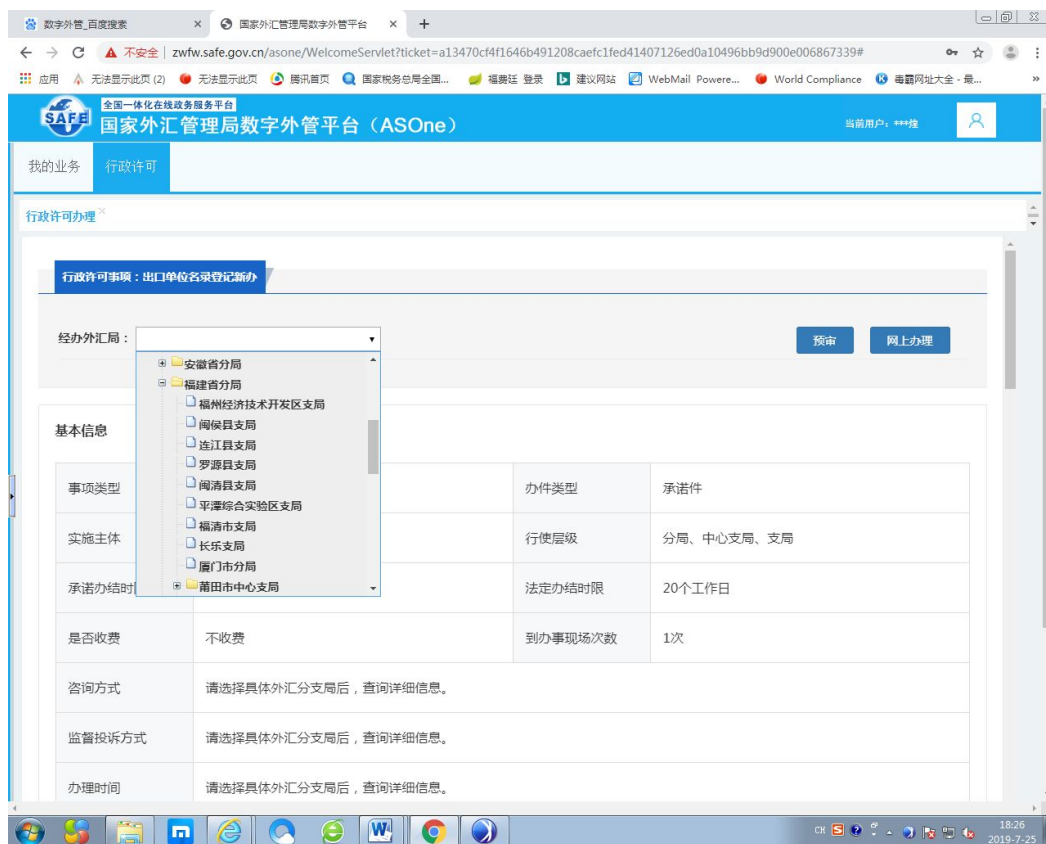 数字外管_百度搜索 × 国家外汇管理局数字外管平台 × +
不安全 | zwfw.safe.gov.cn/asone/WelcomeServlet?ticket=a13470cf4f1646b491208caefc1fed41407126ed0a10496bb9d900e006867339#
应用 无法显示此页 (2) 无法显示此页 腾讯首页 国家税务总局全国... 福费廷 登录 建议网站 WebMail Powere... World Compliance 毒霸网址大全 - 最... »
全国一体化在线政务服务平台
SAFE 国家外汇管理局数字外管平台（ASOne） 当前用户：***煌
我的业务 行政许可
行政许可办理 ×
行政许可事项：出口单位名录登记新办
经办外汇局： 预审 网上办理
安徽省分局
福建省分局
福州经济技术开发区支局
闽侯县支局
连江县支局
罗源县支局
闽清县支局
平潭综合实验区支局
福清市支局
长乐支局
厦门市分局
莆田市中心支局
基本信息
事项类型 办件类型 承诺件
实施主体 行使层级 分局、中心支局、支局
承诺办结时 法定办结时限 20个工作日
是否收费 不收费 到办事现场次数 1次
咨询方式 请选择具体外汇分支局后，查询详细信息。
监督投诉方式 请选择具体外汇分支局后，查询详细信息。
办理时间 请选择具体外汇分支局后，查询详细信息。
CH 18:26
2019-7-25